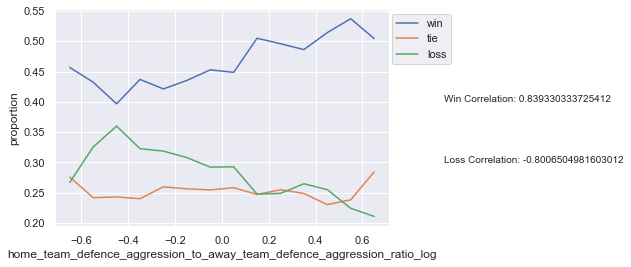 0.55
0.50
0.45
0.40
0.35
0.30
0.25
0.20
proportion
−0.6 −0.4 −0.2 0.0 0.2 0.4 0.6
home_team_defence_aggression_to_away_team_defence_aggression_ratio_log
win
tie
loss
Win Correlation: 0.839330333725412
Loss Correlation: -0.8006504981603012